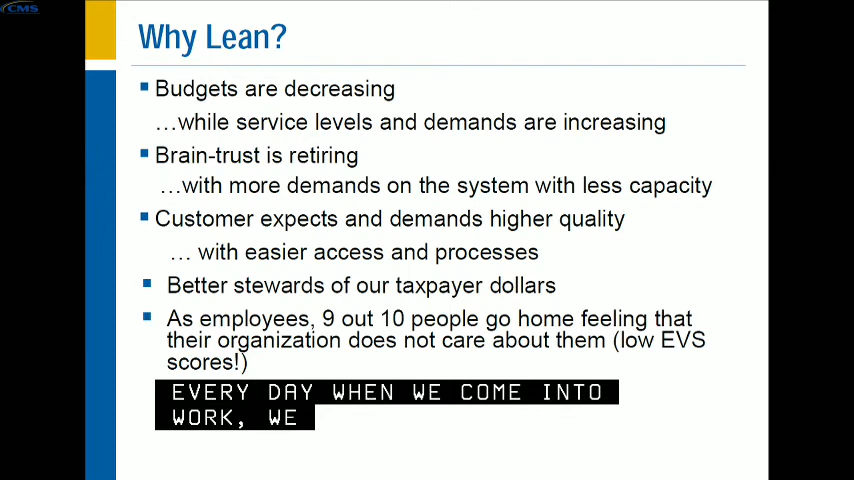 CMS
Why Lean?
Budgets are decreasing
…while service levels and demands are increasing
Brain-trust is retiring
…with more demands on the system with less capacity
Customer expects and demands higher quality
… with easier access and processes
Better stewards of our taxpayer dollars
As employees, 9 out 10 people go home feeling that
their organization does not care about them (low EVS
scores!)
EVERY DAY WHEN WE COME INTO
WORK, WE